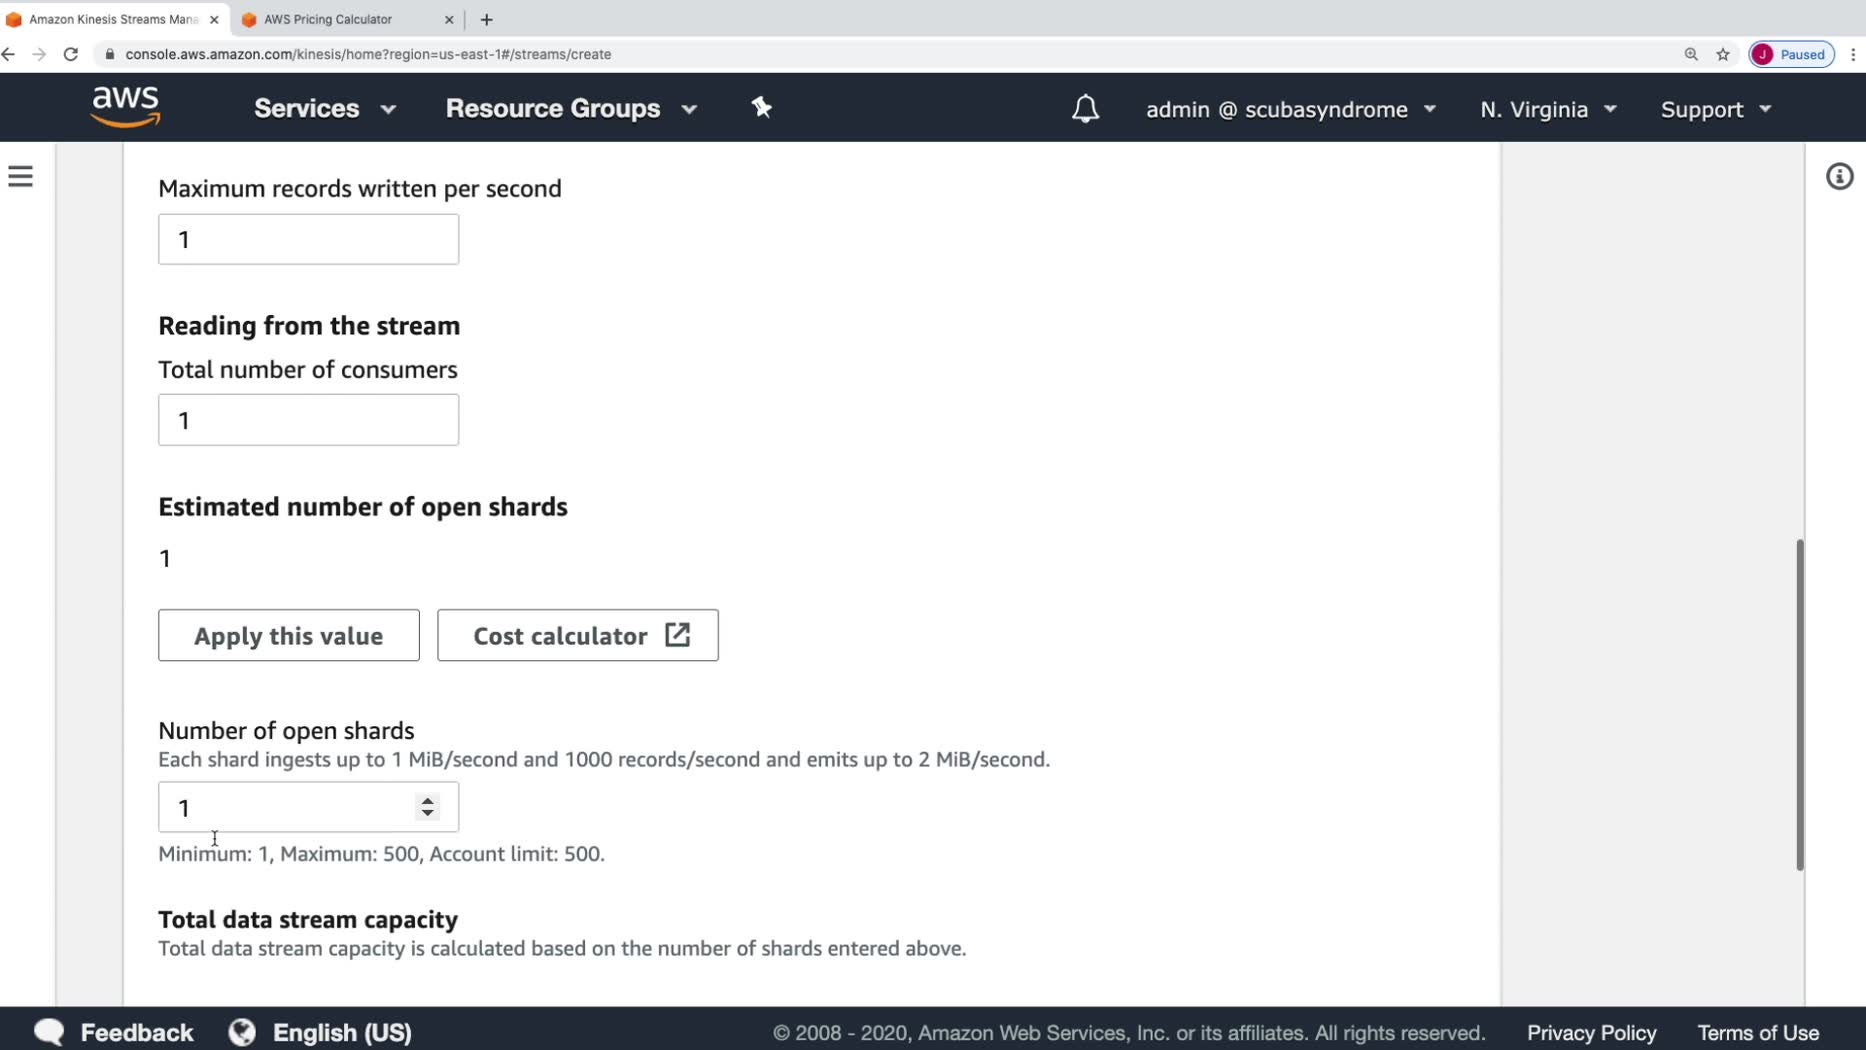 Amazon Kinesis Streams Mana
AWS Pricing Calculator
console.aws.amazon.com/kinesis/home?region=us-east-1#/streams/create
J Paused
aws
Services
Resource Groups
admin @ scubasyndrome
N. Virginia
Support
Maximum records written per second
1
Reading from the stream
Total number of consumers
1
Estimated number of open shards
1
Apply this value
Cost calculator
Number of open shards
Each shard ingests up to 1 MiB/second and 1000 records/second and emits up to 2 MiB/second.
1
Minimum: 1, Maximum: 500, Account limit: 500.
Total data stream capacity
Total data stream capacity is calculated based on the number of shards entered above.
Feedback
English (US)
© 2008 - 2020, Amazon Web Services, Inc. or its affiliates. All rights reserved.
Privacy Policy
Terms of Use